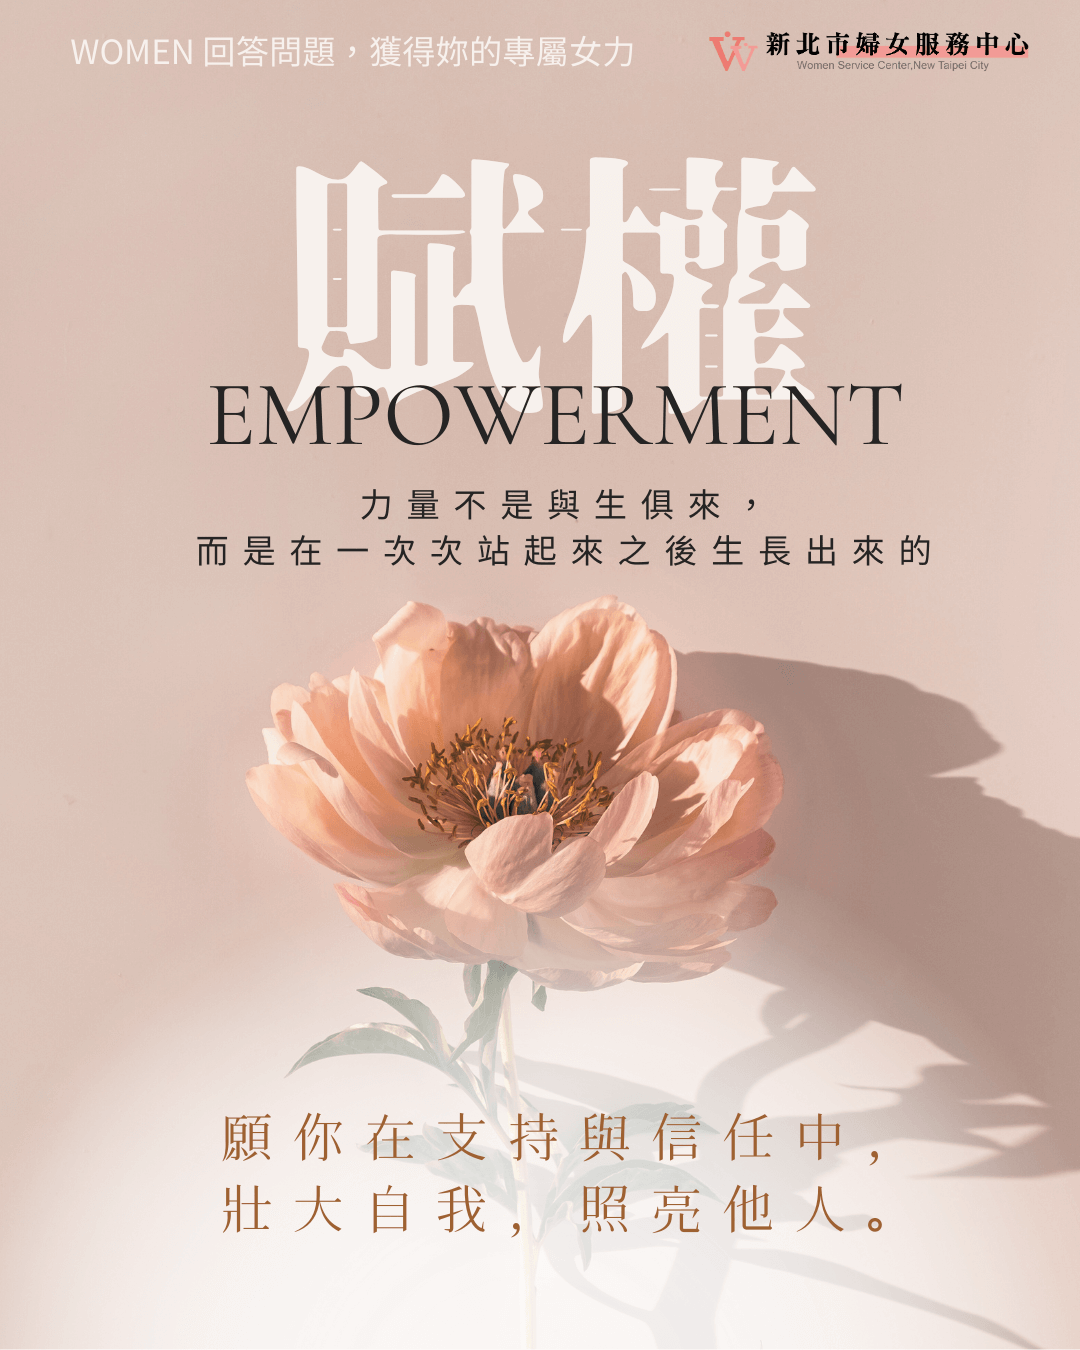 WOMEN 回答問題，獲得妳的專屬女力
新北市婦女服務中心
Women Service Center,New Taipei City
賦權
EMPOWERMENT
力量不是與生俱來，
而是在一次次站起來之後生長出來的
願你在支持與信任中，
壯大自我，照亮他人。